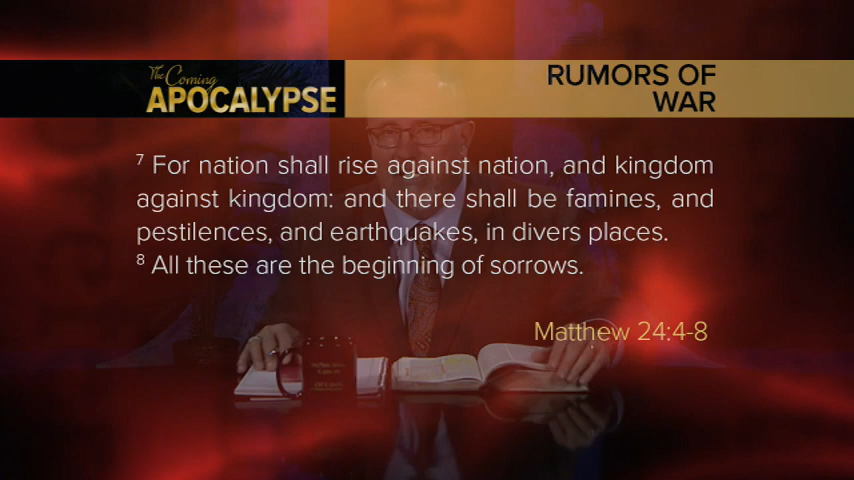 The Coming
APOCALYPSE
RUMORS OF
WAR
⁷ For nation shall rise against nation, and kingdom
against kingdom: and there shall be famines, and
pestilences, and earthquakes, in divers places.
⁸ All these are the beginning of sorrows.
Matthew 24:4-8